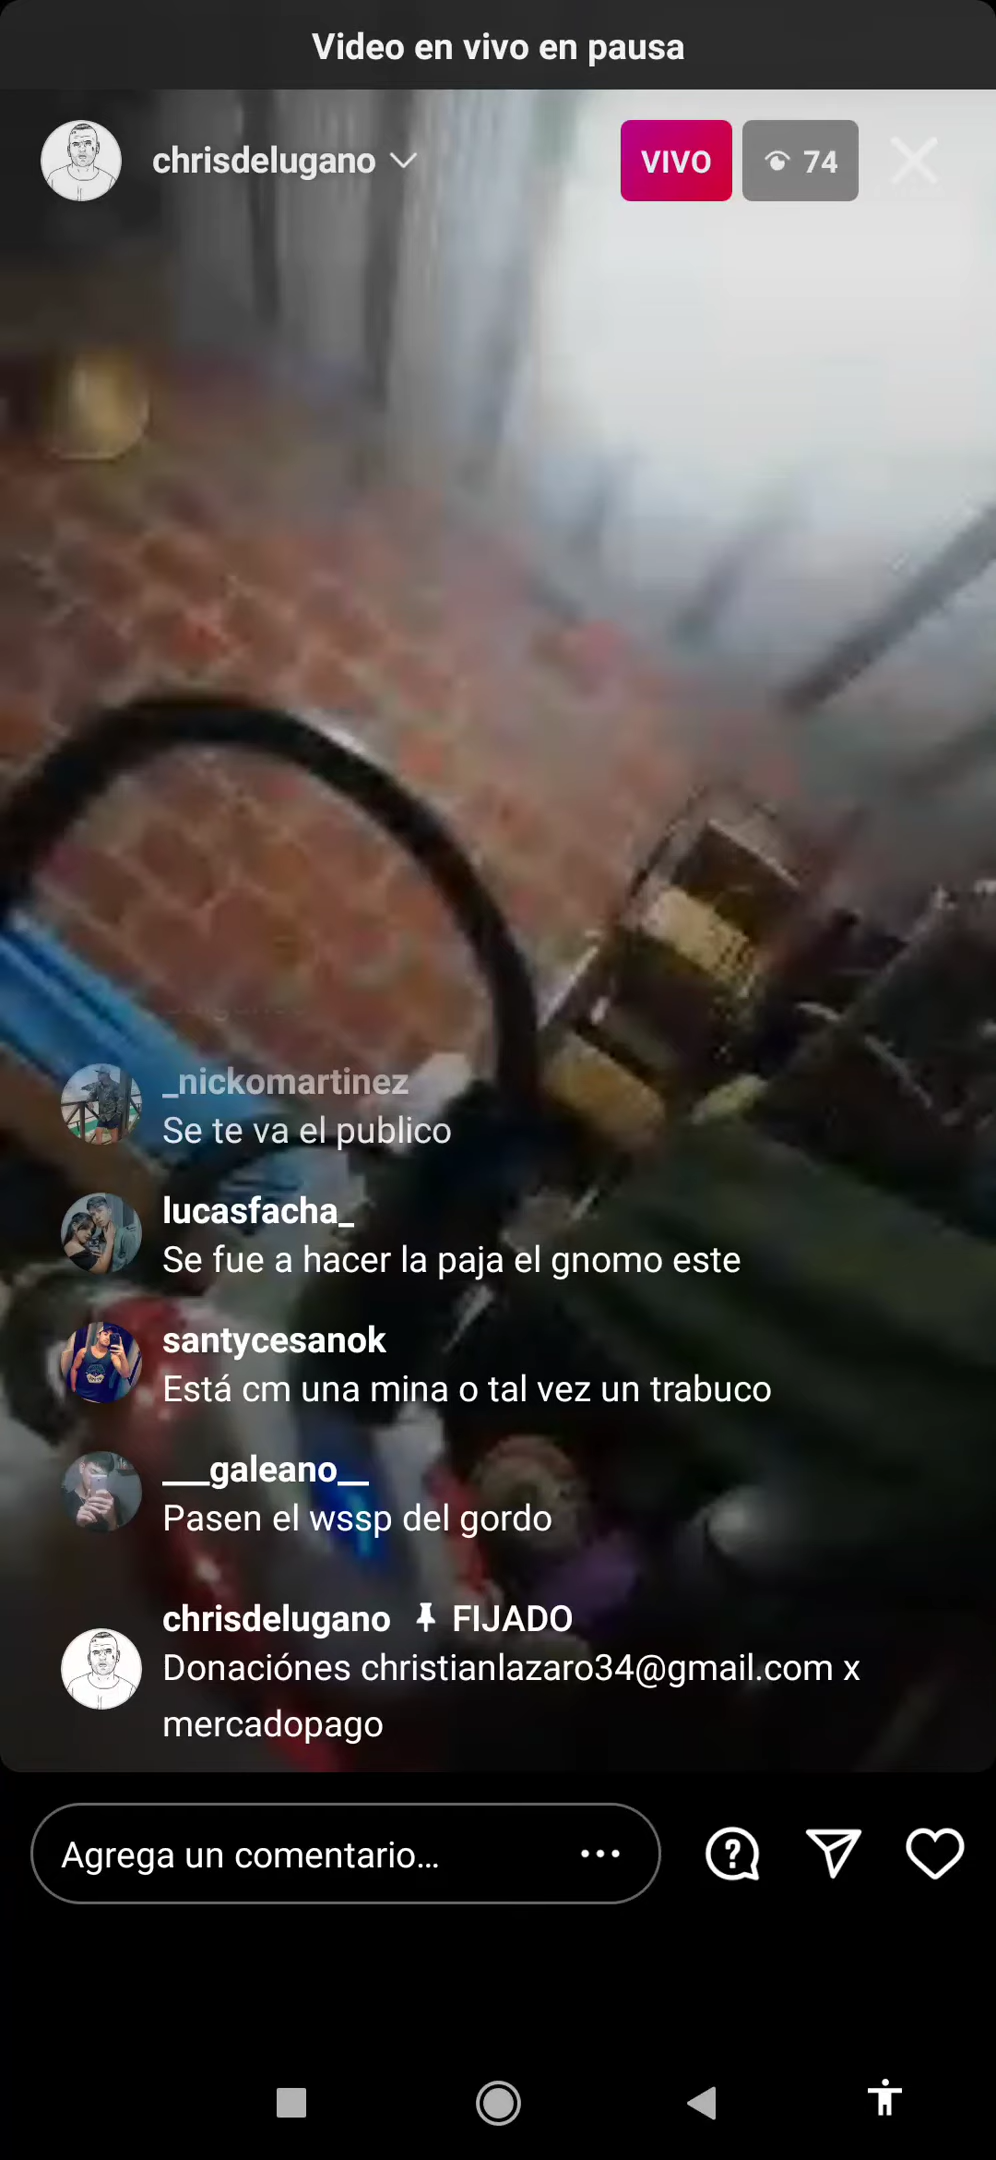 Video en vivo en pausa
chrisdelugano
VIVO
74
_nickomartinez
Se te va el publico
lucasfacha_
Se fue a hacer la paja el gnomo este
santycesanok
Está cm una mina o tal vez un trabuco
___galeano__
Pasen el wssp del gordo
chrisdelugano FIJADO
Donaciónes christianlazaro34@gmail.com x
mercadopago
Agrega un comentario...